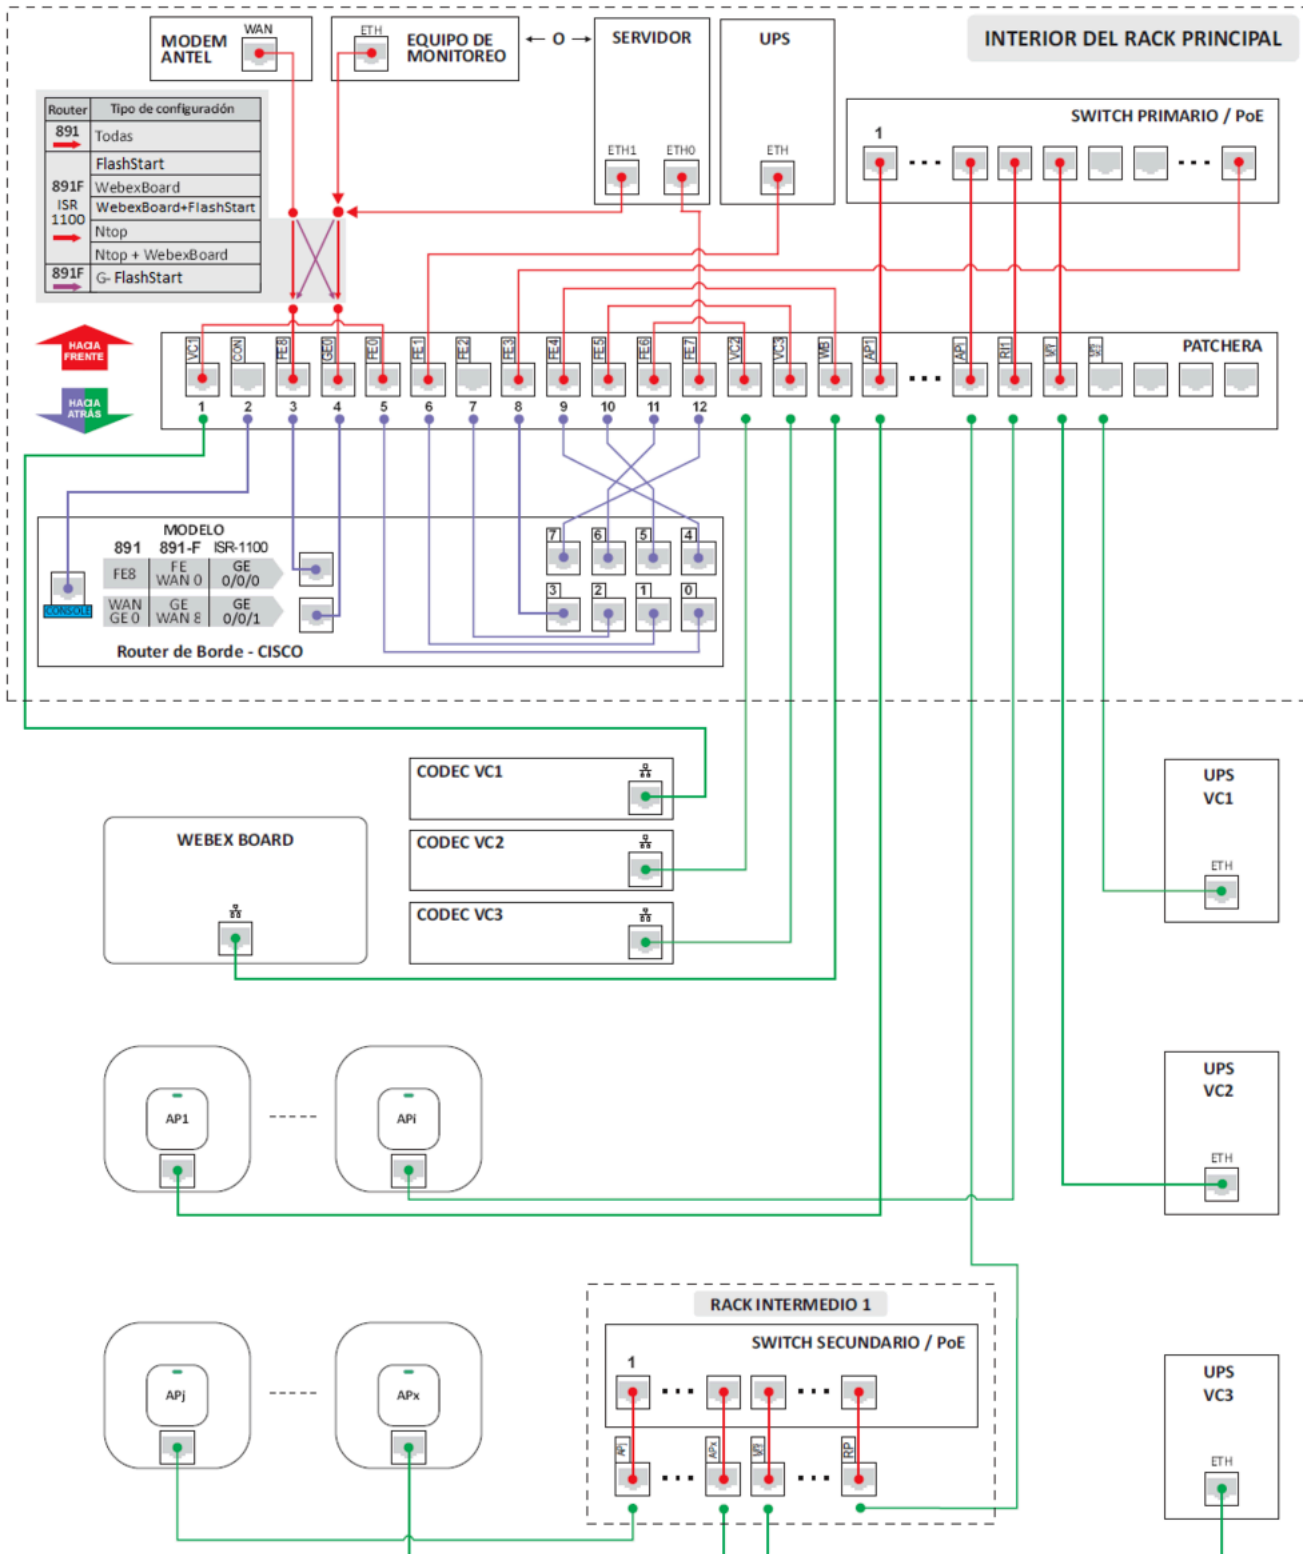 INTERIOR DEL RACK PRINCIPAL
MODEM
ANTEL
WAN
ETH
EQUIPO DE
MONITOREO
← O →
SERVIDOR
ETH1
ETH0
UPS
ETH
SWITCH PRIMARIO / PoE
1
Router Tipo de configuración
891 Todas
891F
ISR
1100
FlashStart
WebexBoard
WebexBoard+FlashStart
Ntop
Ntop + WebexBoard
891F G- FlashStart
HACIA
FRENTE
HACIA
ATRÁS
PATCHERA
VC1 CON FE8 GE0 FE0 FE1 FE2 FE3 FE4 FE5 FE6 FE7 VC2 VC3 WB AP1 APi RI1
1 2 3 4 5 6 7 8 9 10 11 12
MODELO
891 891-F ISR-1100
FE8
FE
WAN 0
GE
0/0/0
WAN
GE 0
GE
WAN 8
GE
0/0/1
CONSOLE
7 6 5 4
3 2 1 0
Router de Borde - CISCO
CODEC VC1
CODEC VC2
CODEC VC3
WEBEX BOARD
UPS
VC1
ETH
AP1
APi
UPS
VC2
ETH
RACK INTERMEDIO 1
SWITCH SECUNDARIO / PoE
1
APj APx RP
APj
APx
UPS
VC3
ETH